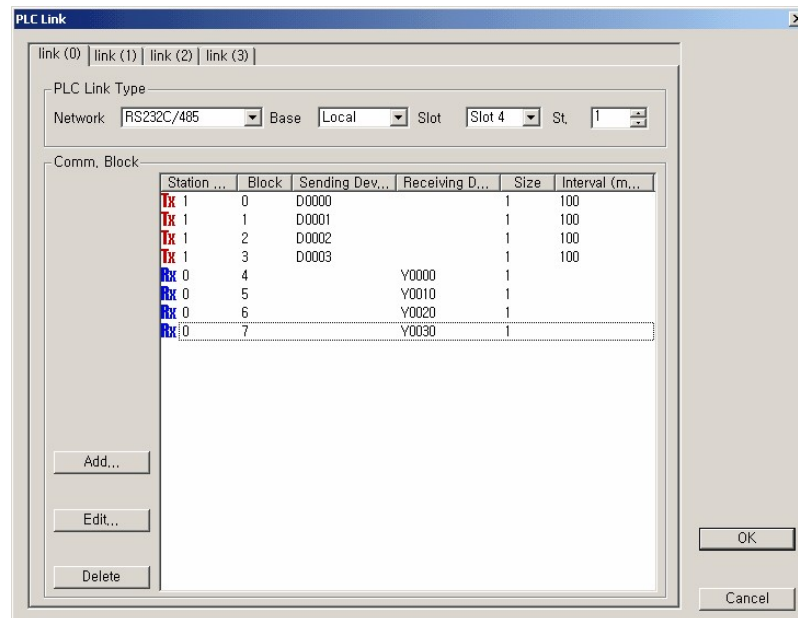 PLC Link
link (0) link (1) link (2) link (3)
PLC Link Type
Network RS232C/485 Base Local Slot Slot 4 St, 1
Comm, Block
Station ... Block Sending Dev... Receiving D... Size Interval (m...
Tx 1 0 D0000 1 100
Tx 1 1 D0001 1 100
Tx 1 2 D0002 1 100
Tx 1 3 D0003 1 100
Rx 0 4 Y0000 1
Rx 0 5 Y0010 1
Rx 0 6 Y0020 1
Rx 0 7 Y0030 1
Add,,,
Edit,,,
OK
Delete
Cancel